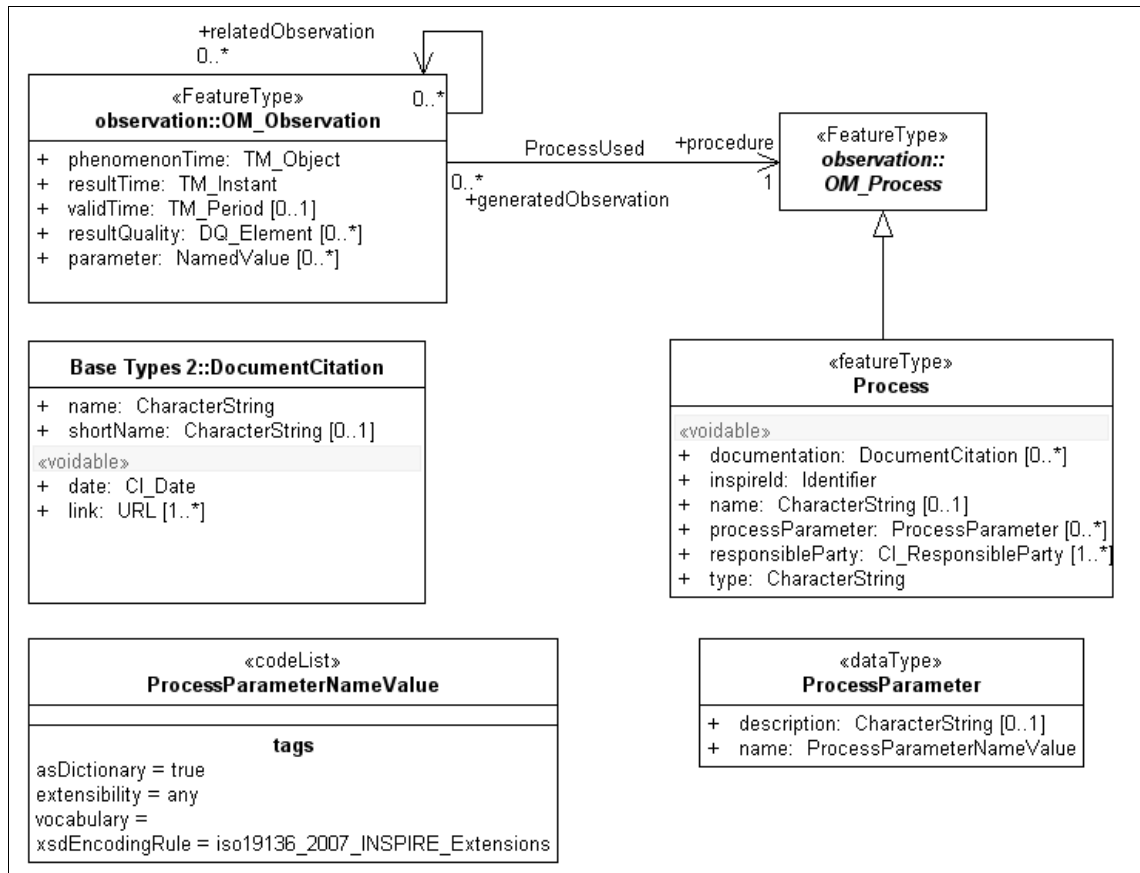 +relatedObservation
0..*
0..*
«FeatureType»
observation::OM_Observation
+ phenomenonTime: TM_Object
+ resultTime: TM_Instant
+ validTime: TM_Period [0..1]
+ resultQuality: DQ_Element [0..*]
+ parameter: NamedValue [0..*]
ProcessUsed
+procedure
0..*
+generatedObservation
1
«FeatureType»
observation::
OM_Process
Base Types 2::DocumentCitation
+ name: CharacterString
+ shortName: CharacterString [0..1]
«voidable»
+ date: CI_Date
+ link: URL [1..*]
«featureType»
Process
«voidable»
+ documentation: DocumentCitation [0..*]
+ inspireId: Identifier
+ name: CharacterString [0..1]
+ processParameter: ProcessParameter [0..*]
+ responsibleParty: CI_ResponsibleParty [1..*]
+ type: CharacterString
«codeList»
ProcessParameterNameValue
tags
asDictionary = true
extensibility = any
vocabulary =
xsdEncodingRule = iso19136_2007_INSPIRE_Extensions
«dataType»
ProcessParameter
+ description: CharacterString [0..1]
+ name: ProcessParameterNameValue